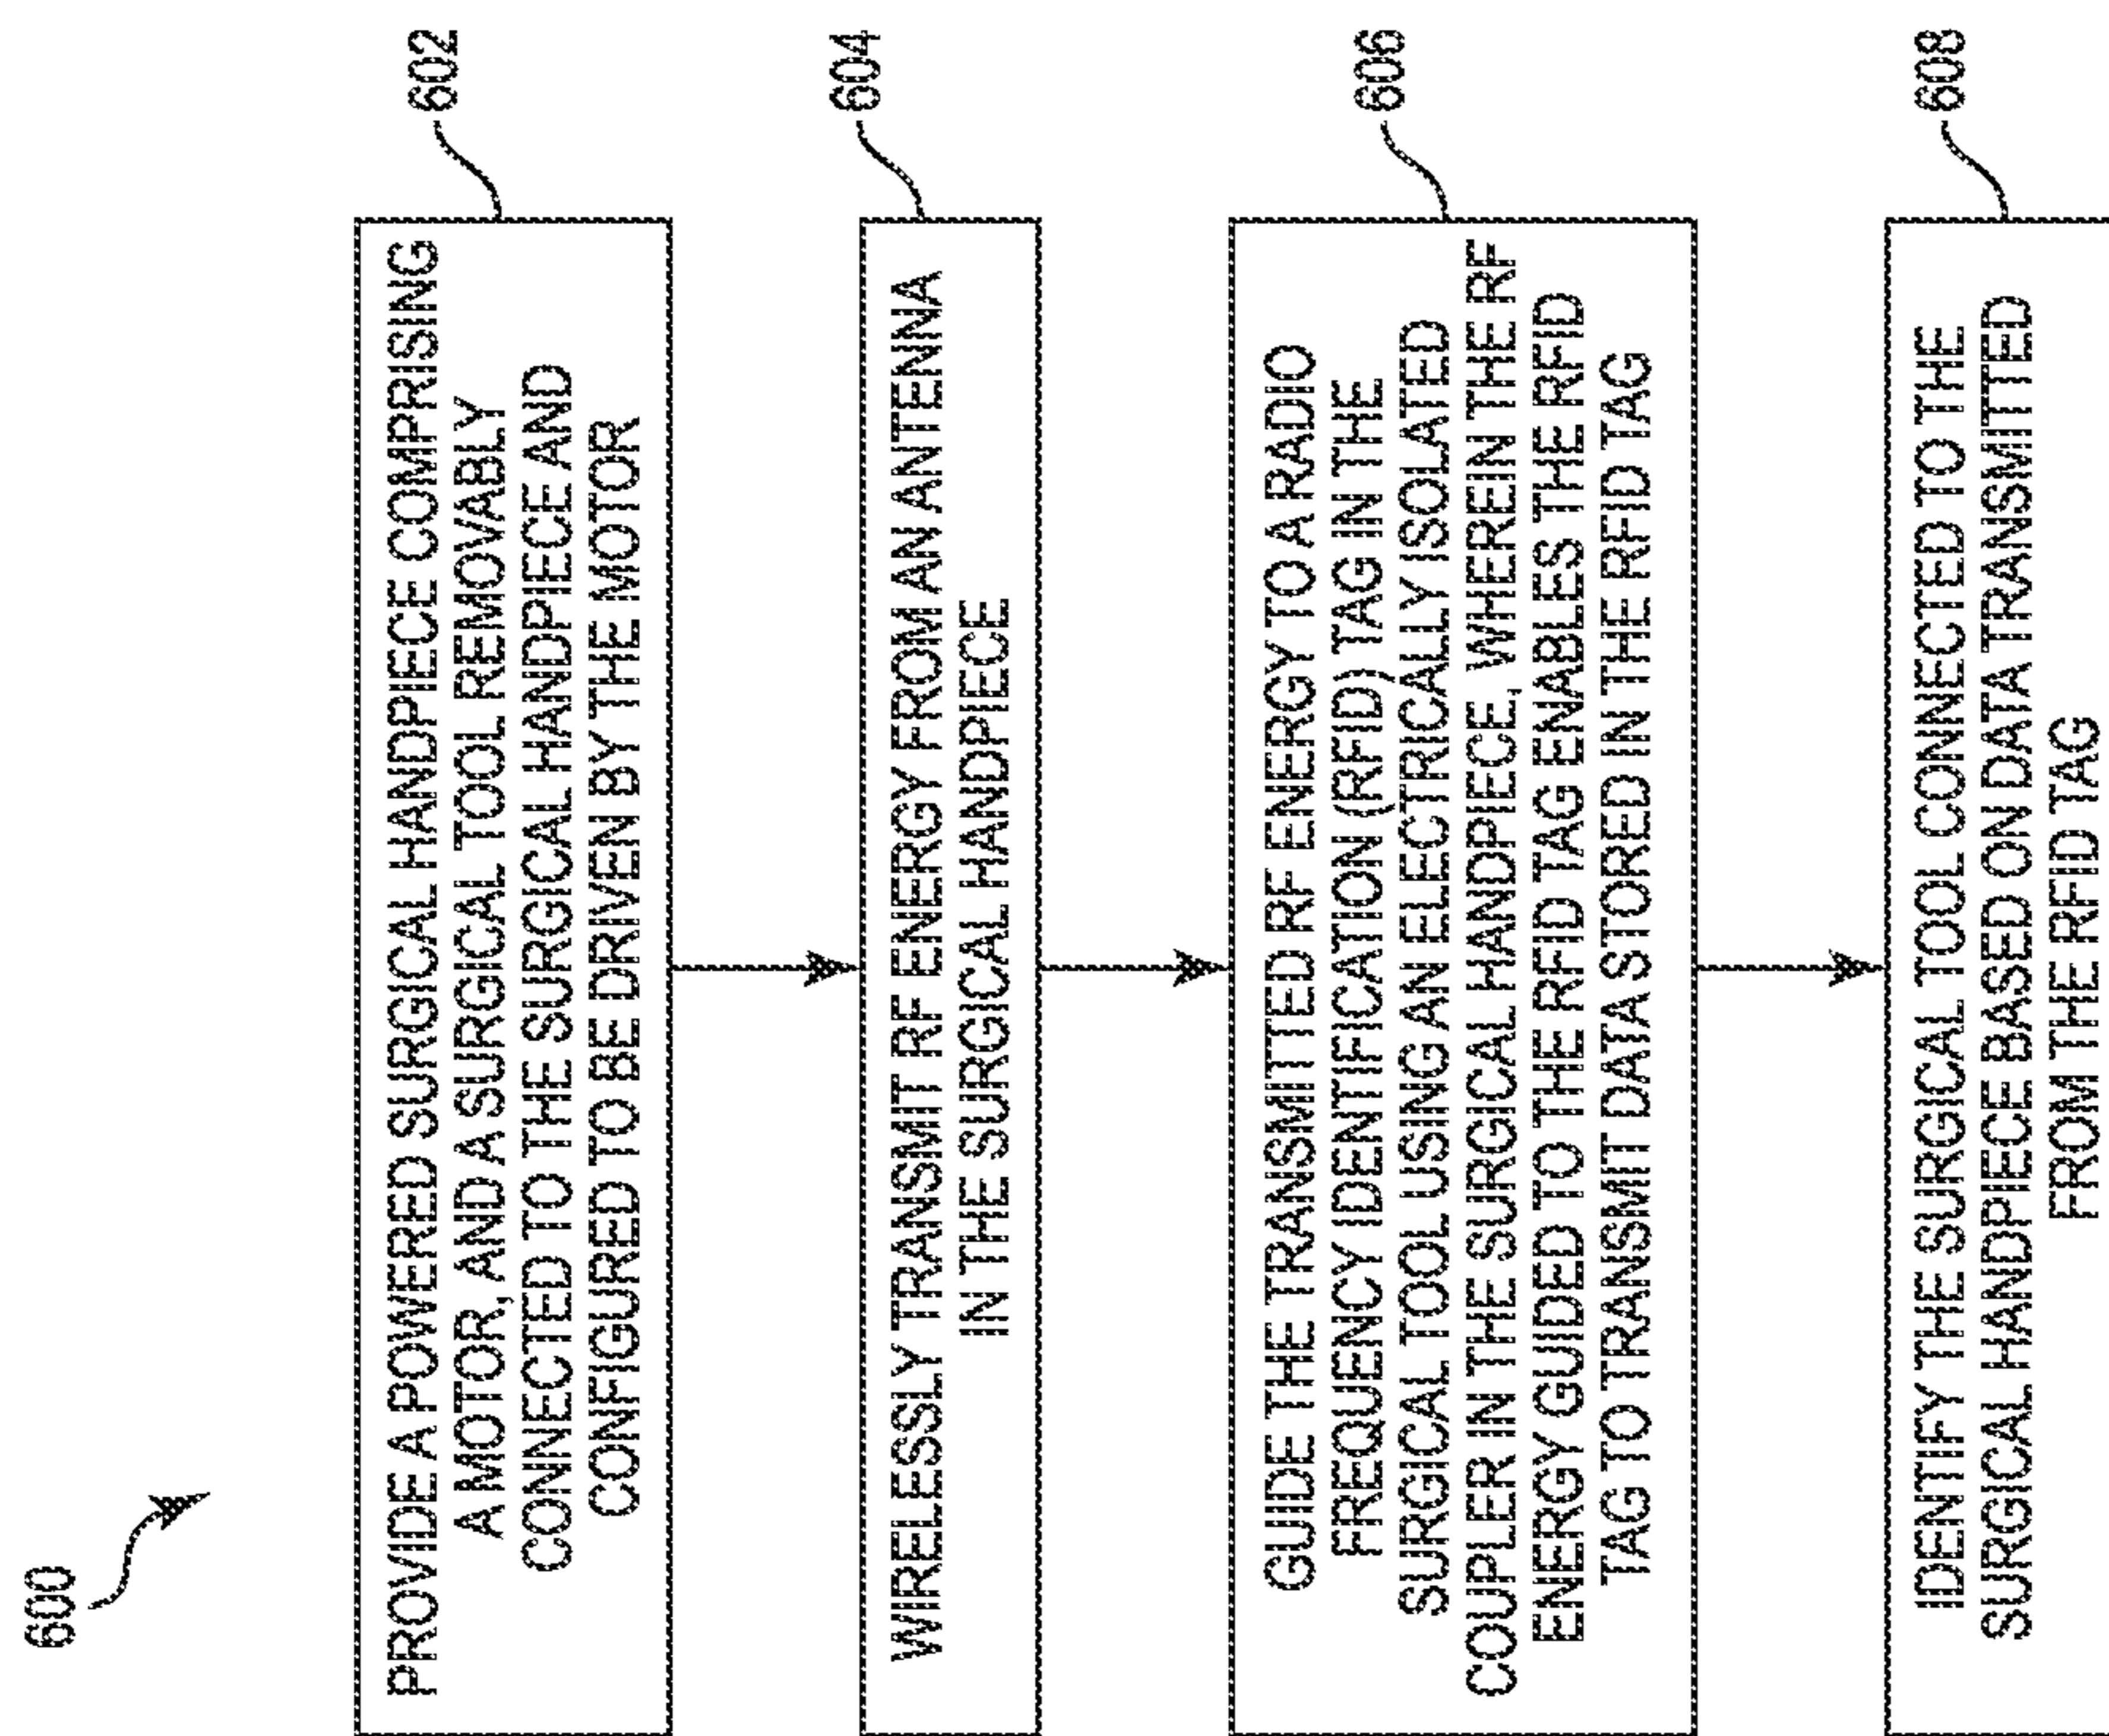 600
602
PROVIDE A POWERED SURGICAL HANDPIECE COMPRISING
A MOTOR, AND A SURGICAL TOOL REMOVABLY
CONNECTED TO THE SURGICAL HANDPIECE AND
CONFIGURED TO BE DRIVEN BY THE MOTOR
604
WIRELESSLY TRANSMIT RF ENERGY FROM AN ANTENNA
IN THE SURGICAL HANDPIECE
606
GUIDE THE TRANSMITTED RF ENERGY TO A RADIO
FREQUENCY IDENTIFICATION (RFID) TAG IN THE
SURGICAL TOOL USING AN ELECTRICALLY ISOLATED
COUPLER IN THE SURGICAL HANDPIECE, WHEREIN THE RF
ENERGY GUIDED TO THE RFID TAG ENABLES THE RFID
TAG TO TRANSMIT DATA STORED IN THE RFID TAG
608
IDENTIFY THE SURGICAL TOOL CONNECTED TO THE
SURGICAL HANDPIECE BASED ON DATA TRANSMITTED
FROM THE RFID TAG